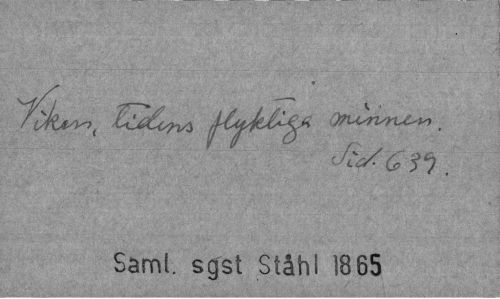 Viken, tidens flyktiga minnen.
Sid. 639.
Saml. sgst Ståhl 1865